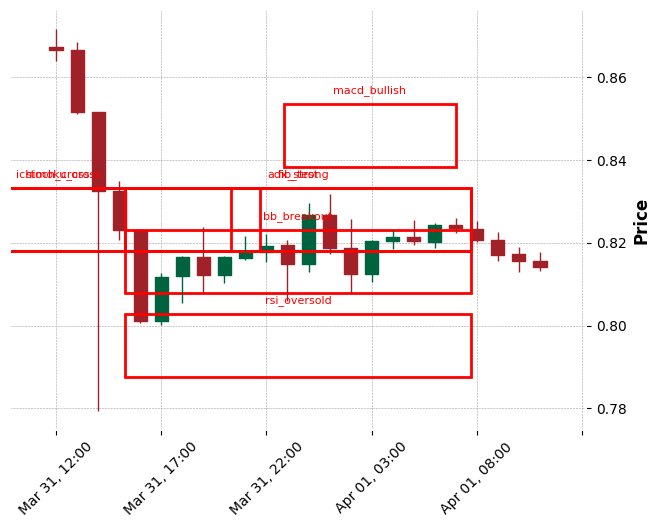 macd_bullish
0.86
0.84
adx_strong
bb_breakout
0.82
Price
rsi_oversold
0.80
0.78
Mar 31, 12:00
Mar 31, 17:00
Mar 31, 22:00
Apr 01, 03:00
Apr 01, 08:00